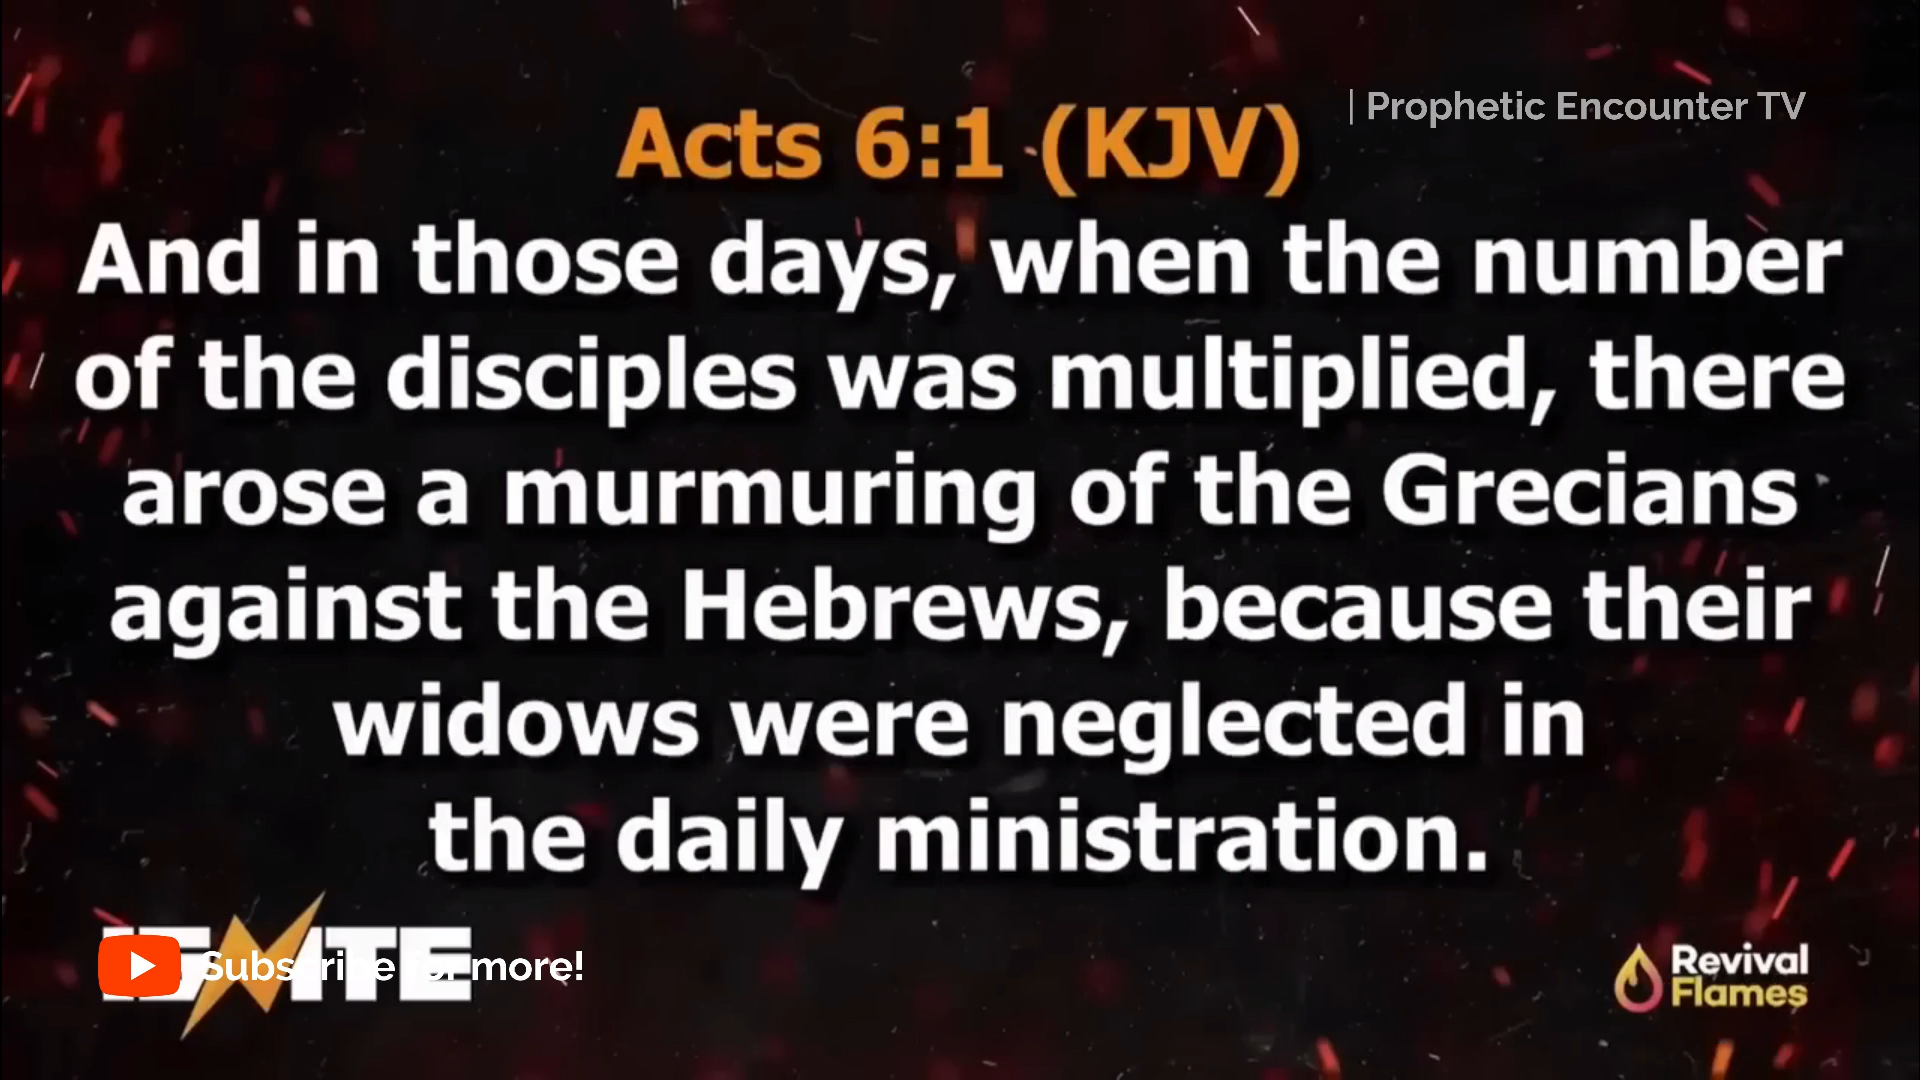 | Prophetic Encounter TV
Acts 6:1 (KJV)
And in those days, when the number
of the disciples was multiplied, there
arose a murmuring of the Grecians
against the Hebrews, because their
widows were neglected in
the daily ministration.
IGNITE
Subscribe for more!
Revival
Flames